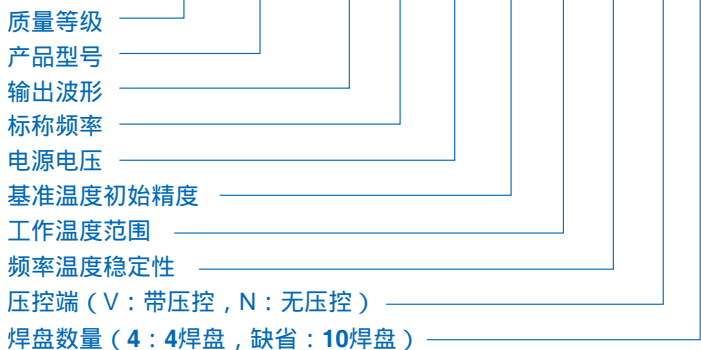 质量等级
产品型号
输出波形
标称频率
电源电压
基准温度初始精度
工作温度范围
频率温度稳定性
压控端（V：带压控，N：无压控）
焊盘数量（4：4焊盘，缺省：10焊盘）